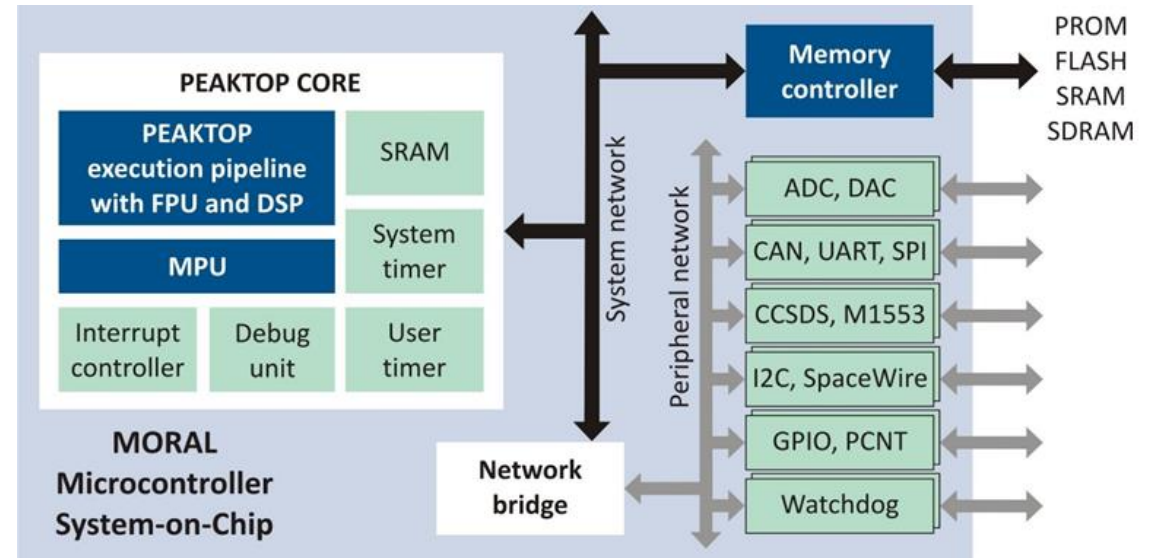 PEAKTOP CORE
PEAKTOP
execution pipeline
with FPU and DSP
MPU
SRAM
System
timer
Interrupt
controller
Debug
unit
User
timer
MORAL
Microcontroller
System-on-Chip
System network
Network
bridge
Peripheral network
Memory
controller
PROM
FLASH
SRAM
SDRAM
ADC, DAC
CAN, UART, SPI
CCSDS, M1553
I2C, SpaceWire
GPIO, PCNT
Watchdog